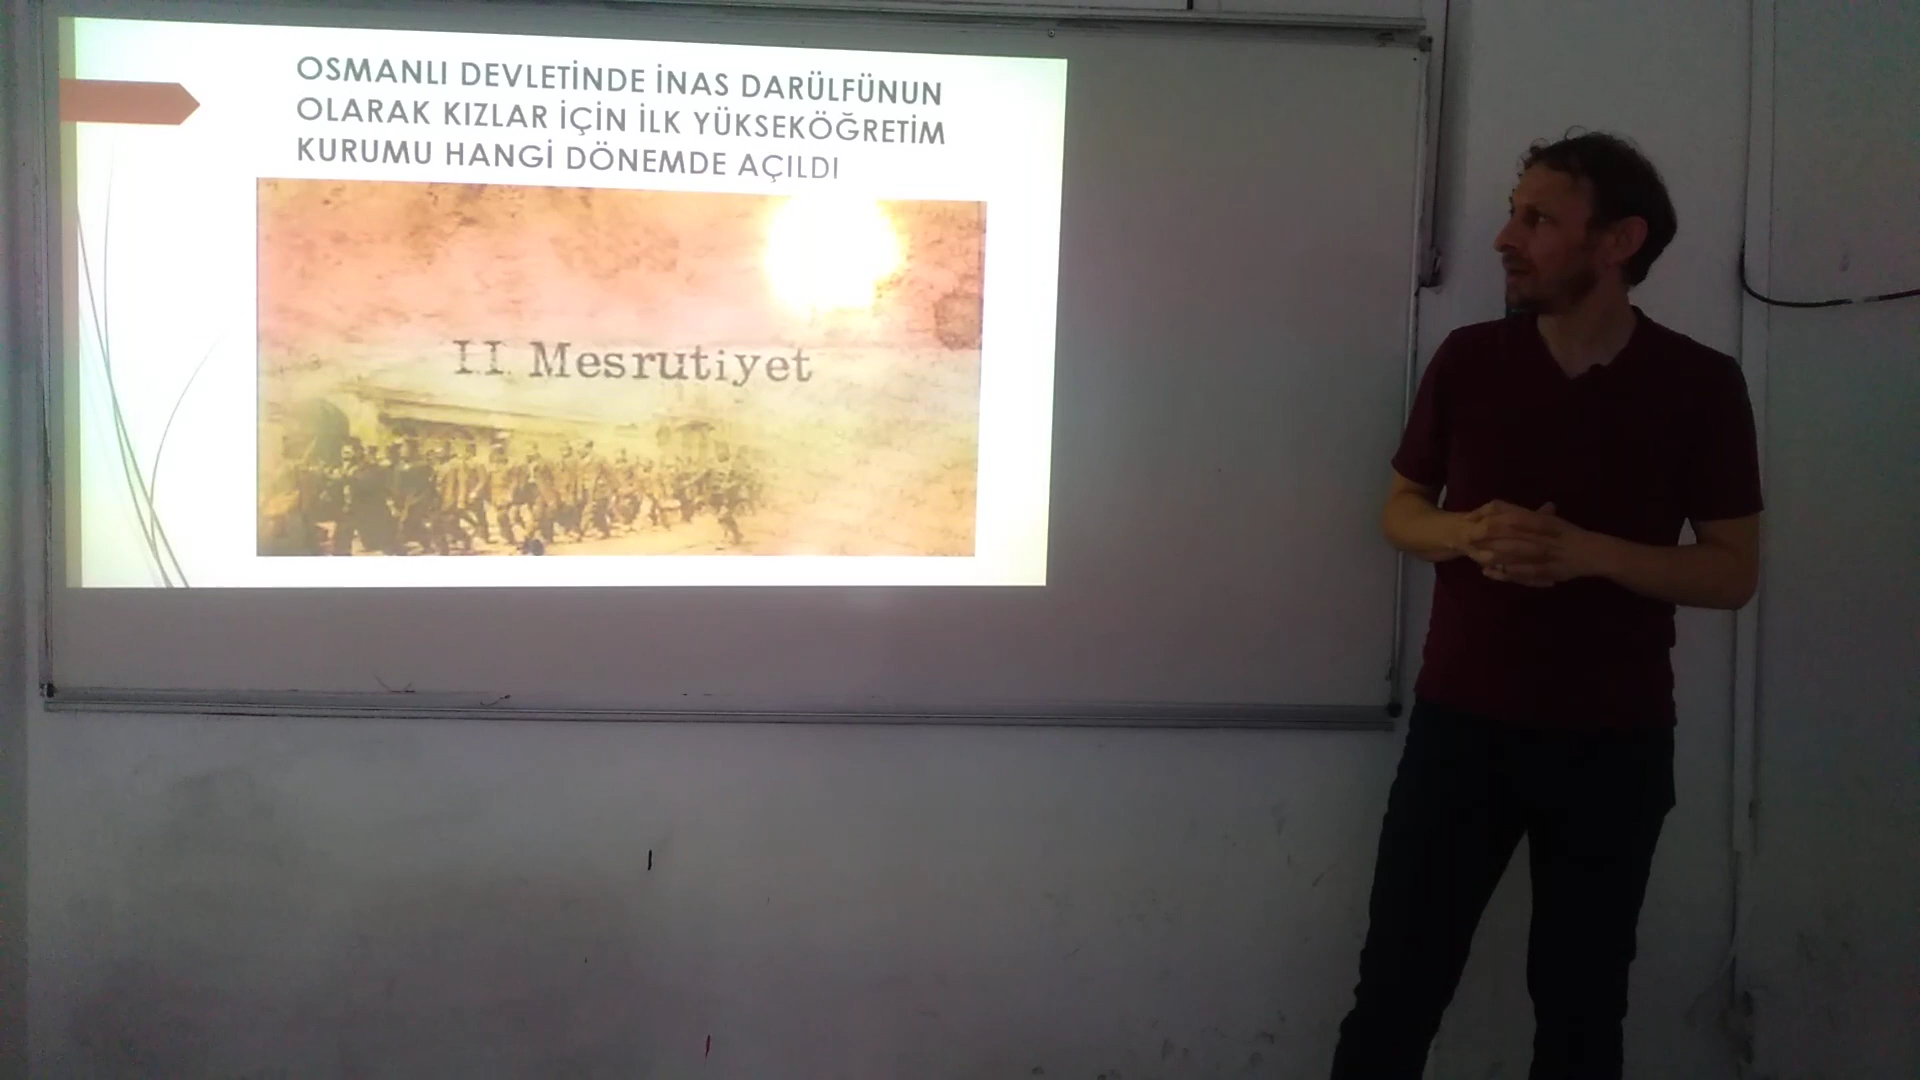 OSMANLI DEVLETİNDE İNAS DARÜLFÜNUN
OLARAK KIZLAR İÇİN İLK YÜKSEKÖĞRETİM
KURUMU HANGİ DÖNEMDE AÇILDI
II. Mesrutiyet